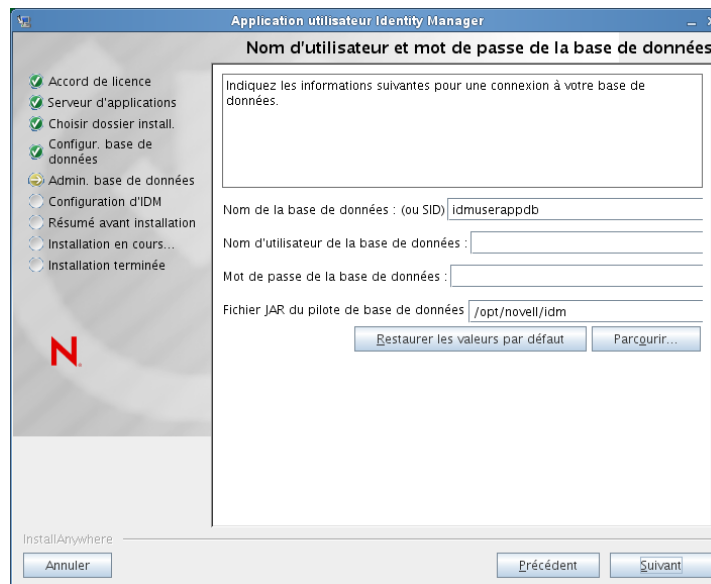 Application utilisateur Identity Manager
Nom d'utilisateur et mot de passe de la base de données
Accord de licence
Serveur d'applications
Choisir dossier install.
Configur. base de
données
Admin. base de données
Configuration d'IDM
Résumé avant installation
Installation en cours...
Installation terminée
N
Indiquez les informations suivantes pour une connexion à votre base de
données.
Nom de la base de données : (ou SID) idmuserappdb
Nom d'utilisateur de la base de données :
Mot de passe de la base de données :
Fichier JAR du pilote de base de données /opt/novell/idm
Restaurer les valeurs par défaut Parcourir...
InstallAnywhere
Annuler Précédent Suivant